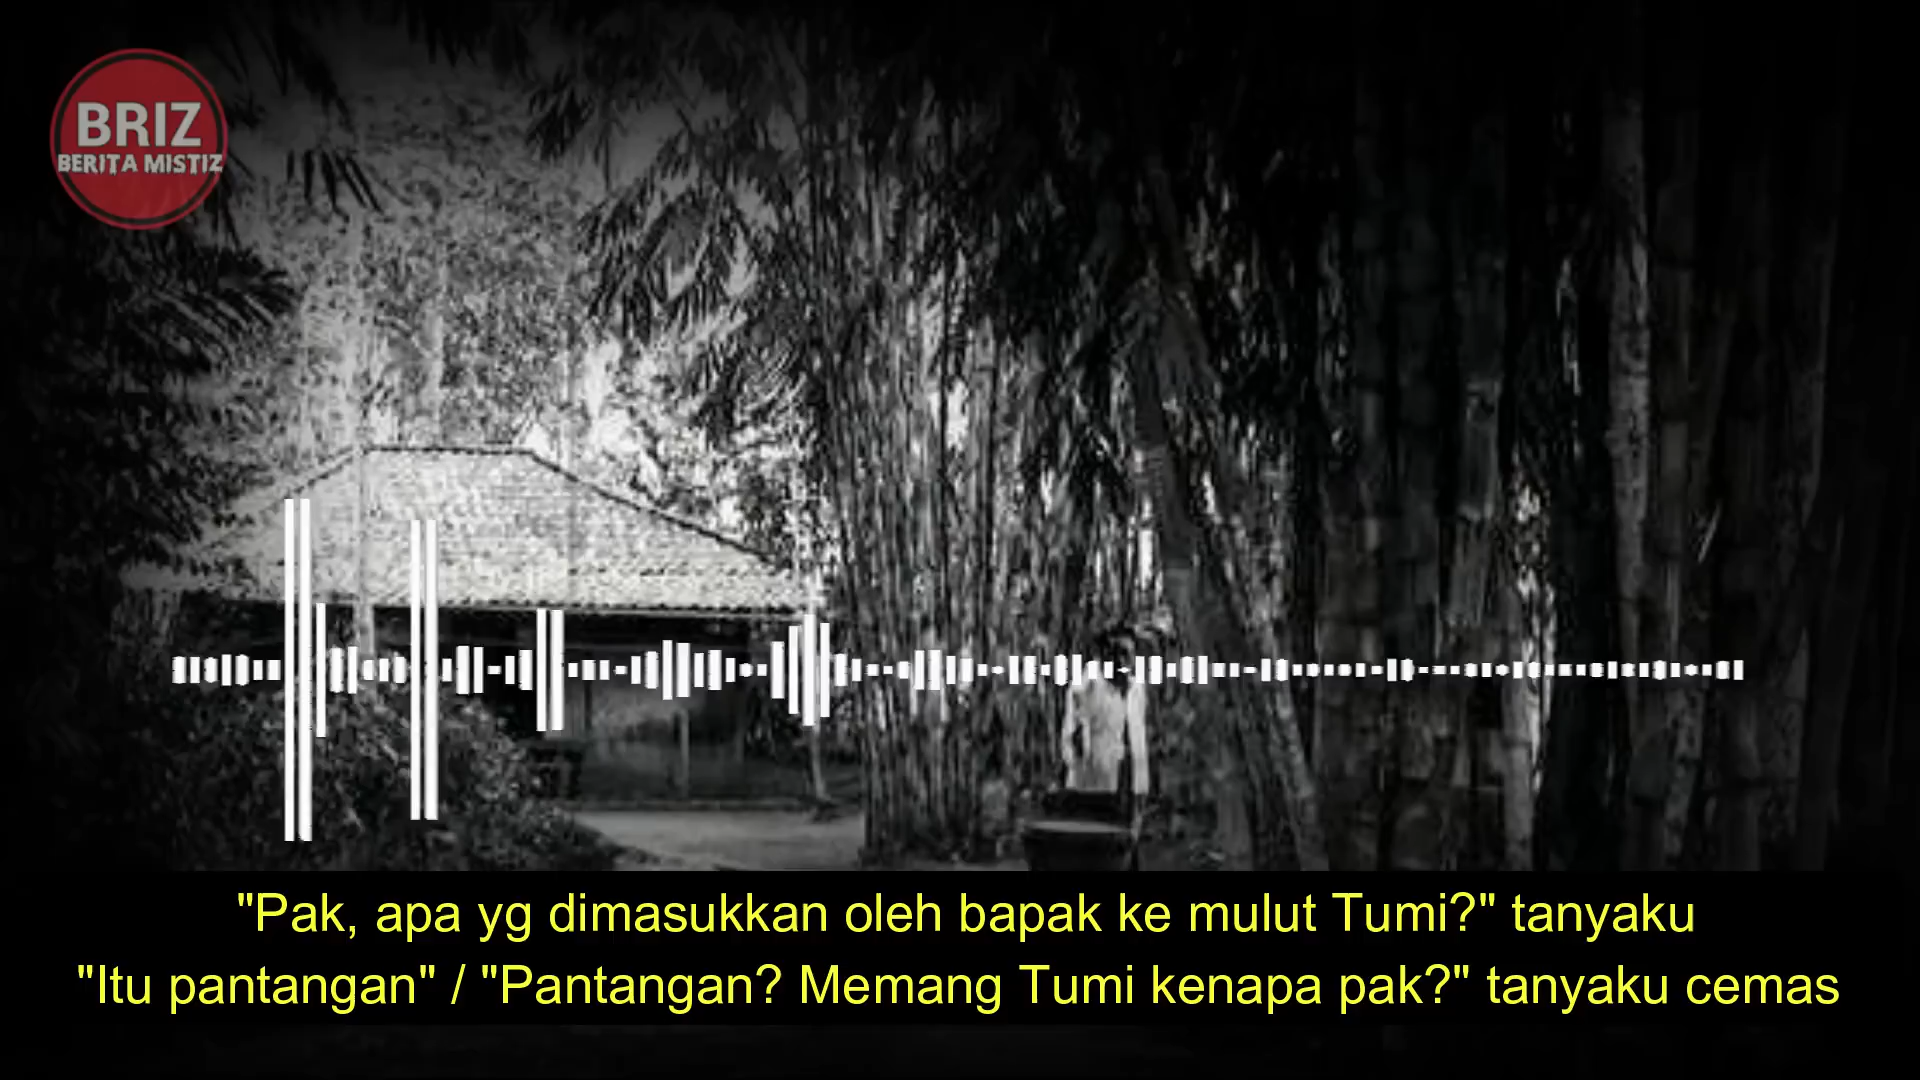 BRIZ
BERITA MISTIZ
"Pak, apa yg dimasukkan oleh bapak ke mulut Tumi?" tanyaku
"Itu pantangan" / "Pantangan? Memang Tumi kenapa pak?" tanyaku cemas